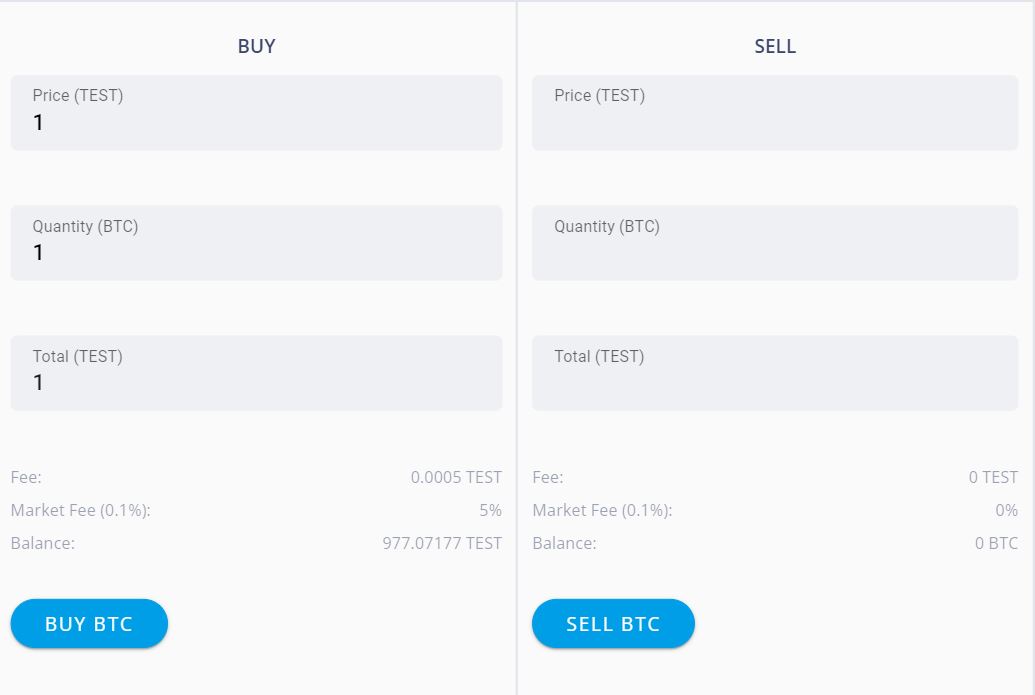 BUY
Price (TEST)
1
Quantity (BTC)
1
Total (TEST)
1
Fee: 0.0005 TEST
Market Fee (0.1%): 5%
Balance: 977.07177 TEST
BUY BTC
SELL
Price (TEST)
Quantity (BTC)
Total (TEST)
Fee: 0 TEST
Market Fee (0.1%): 0%
Balance: 0 BTC
SELL BTC